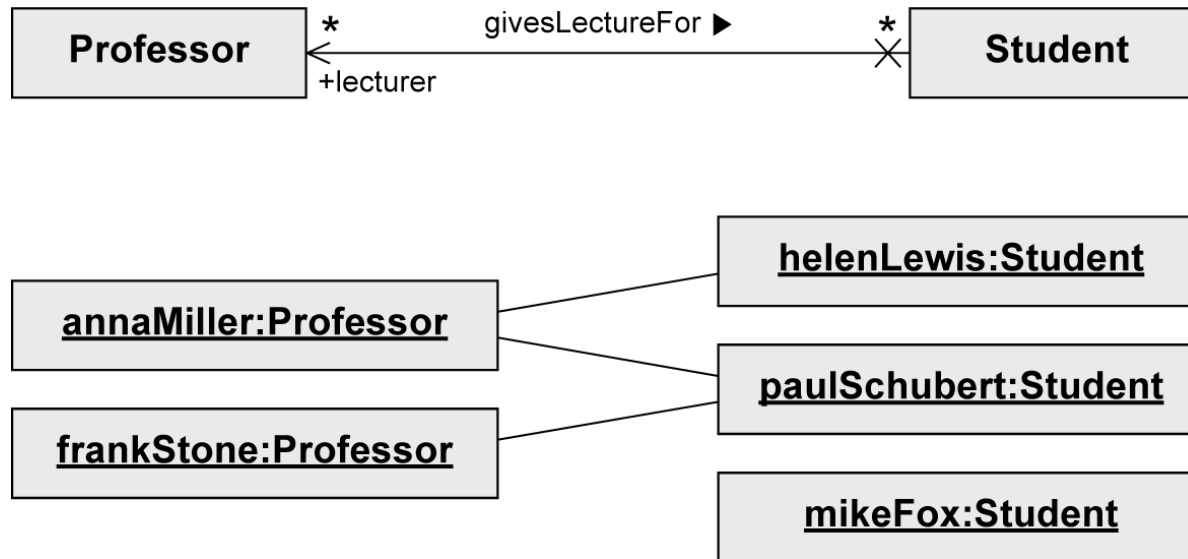 Professor
*
givesLectureFor ▶
*
Student
+lecturer
helenLewis:Student
annaMiller:Professor
paulSchubert:Student
frankStone:Professor
mikeFox:Student